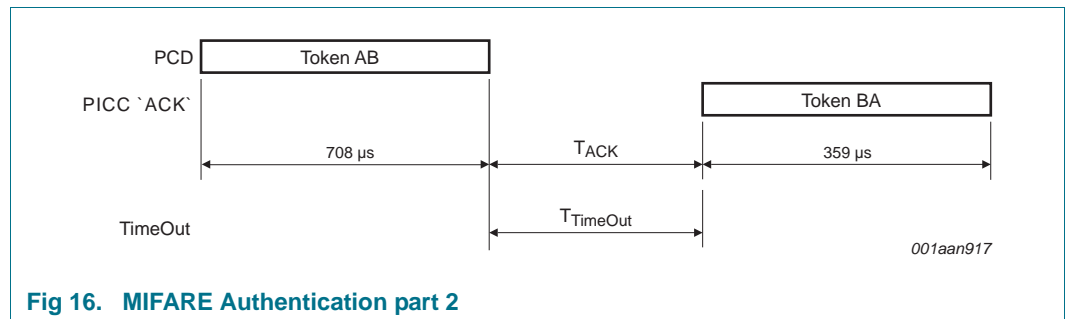 PCD Token AB
PICC `ACK` Token BA
708 µs TACK 359 µs
TimeOut TTimeOut
001aan917
Fig 16. MIFARE Authentication part 2